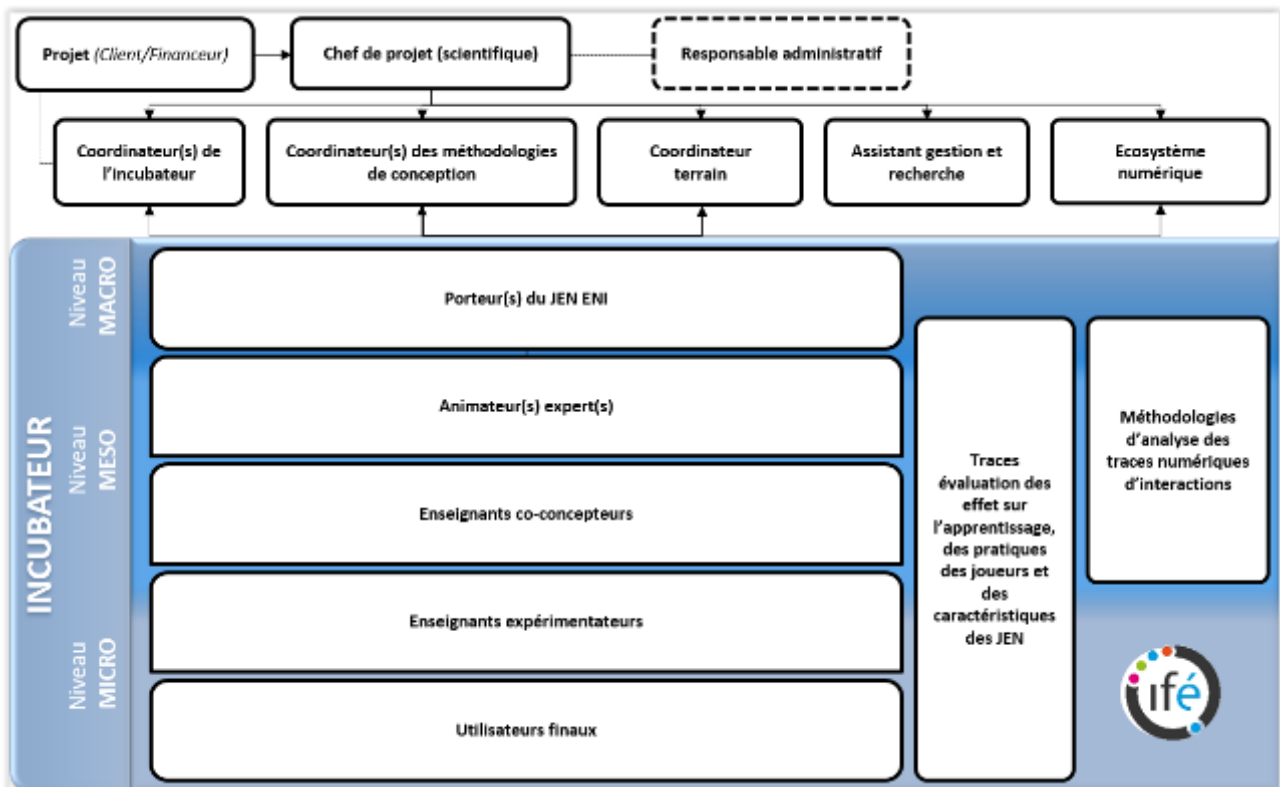 Projet (Client/Financeur)
Chef de projet (scientifique)
Responsable administratif
Coordinateur(s) de
l'incubateur
Coordinateur(s) des méthodologies
de conception
Coordinateur
terrain
Assistant gestion et
recherche
Ecosystème
numérique
INCUBATEUR
Niveau
MACRO
Niveau
MESO
Niveau
MICRO
Porteur(s) du JEN ENI
Animateur(s) expert(s)
Enseignants co-concepteurs
Enseignants expérimentateurs
Utilisateurs finaux
Traces
évaluation des
effet sur
l'apprentissage,
des pratiques
des joueurs et
des
caractéristiques
des JEN
Méthodologies
d'analyse des
traces numériques
d'interactions
ifé